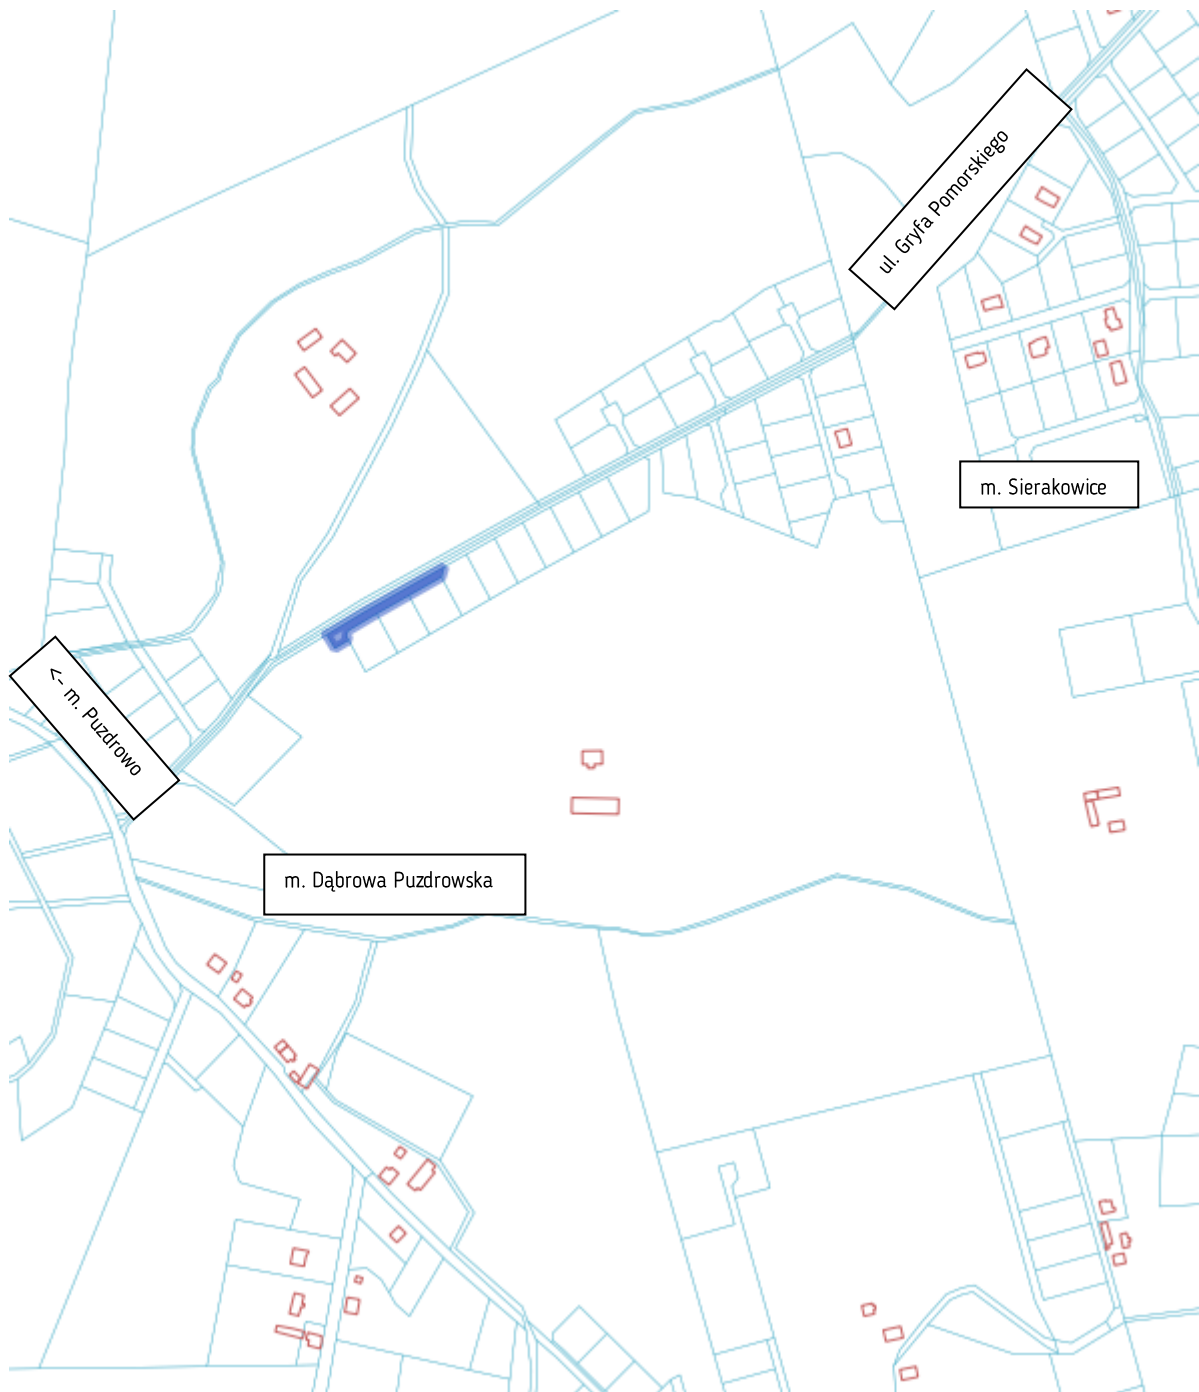 ul. Gryfa Pomorskiego
m. Sierakowice
<- m. Puzdrowo
m. Dąbrowa Puzdrowska